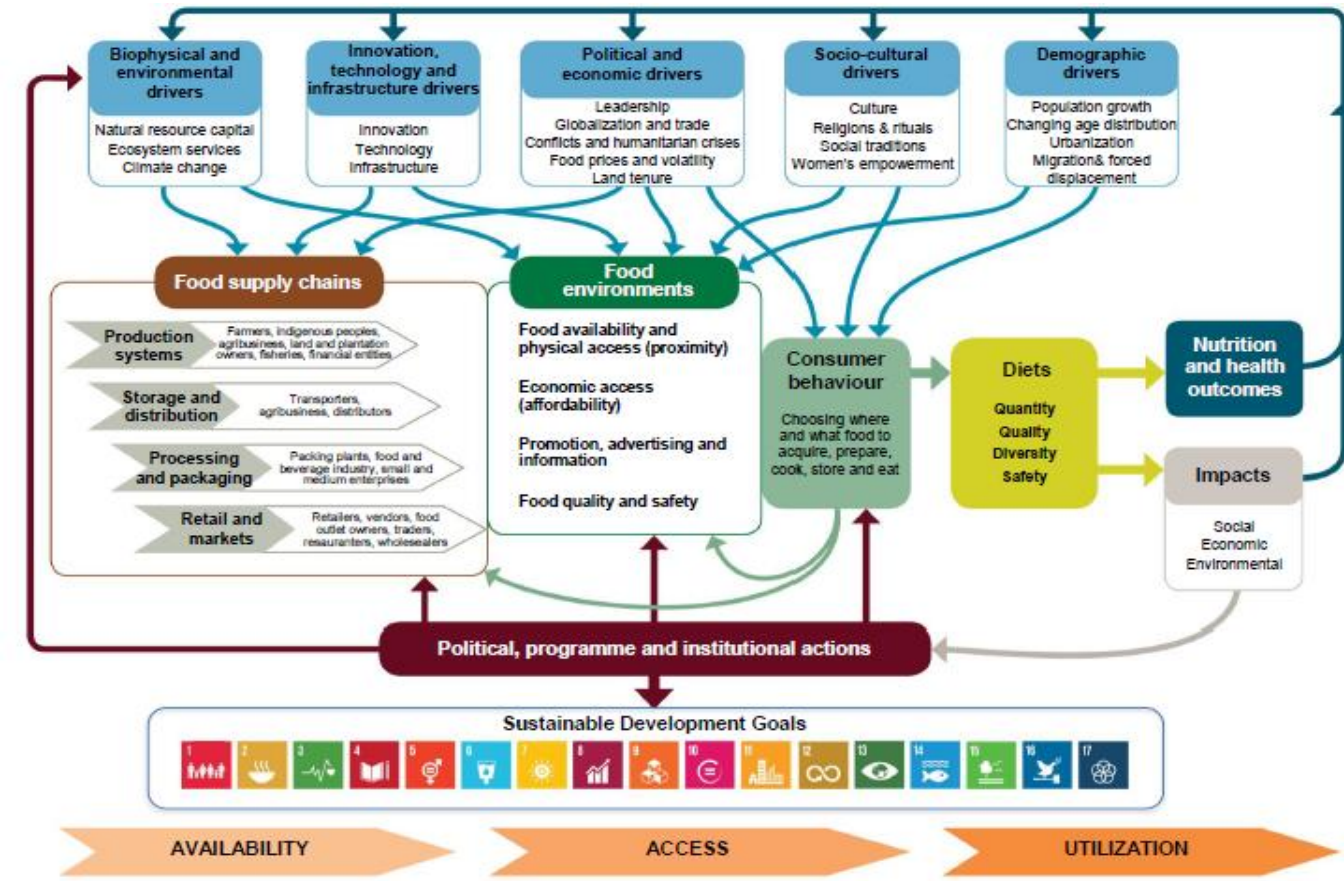 Biophysical and
environmental
drivers
Natural resource capital
Ecosystem services
Climate change
Innovation,
technology and
infrastructure drivers
Innovation
Technology
Infrastructure
Political and
economic drivers
Leadership
Globalization and trade
Conflicts and humanitarian crises
Food prices and volatility
Land tenure
Socio-cultural
drivers
Culture
Religions & rituals
Social traditions
Women's empowerment
Demographic
drivers
Population growth
Changing age distribution
Urbanization
Migration& forced
displacement
Food supply chains
Production
systems
Farmers, indigenous peoples,
agribusiness, land and plantation
owners, fisheries, financial entities
Storage and
distribution
Transporters,
agribusiness, distributors
Processing
and packaging
Packing plants, food and
beverage industry, small and
medium enterprises
Retail and
markets
Retailers, vendors, food
outlet owners, traders,
resauranters, wholesealers
Food
environments
Food availability and
physical access (proximity)
Economic access
(affordability)
Promotion, advertising and
information
Food quality and safety
Consumer
behaviour
Choosing where
and what food to
acquire, prepare,
cook, store and eat
Diets
Quantity
Quality
Diversity
Safety
Nutrition
and health
outcomes
Impacts
Social
Economic
Environmental
Political, programme and institutional actions
Sustainable Development Goals
1 2 3 4 5 6 7 8 9 10 11 12 13 14 15 16 17
AVAILABILITY
ACCESS
UTILIZATION